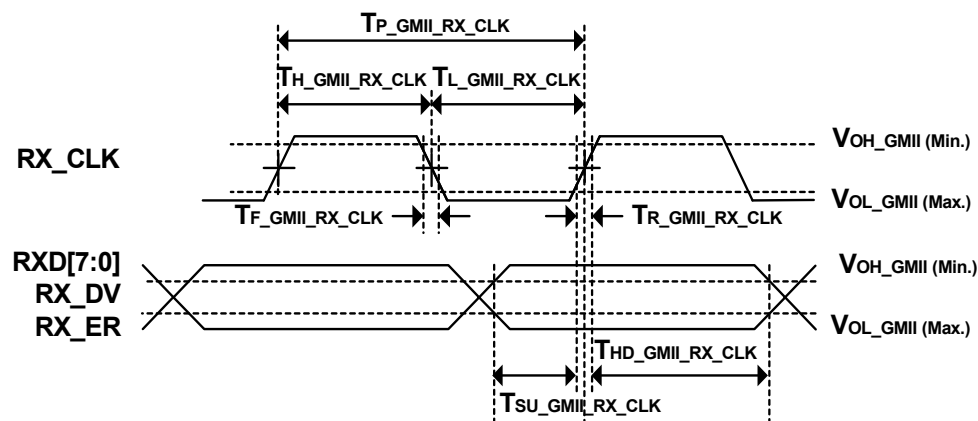 TP_GMII_RX_CLK
TH_GMII_RX_CLK TL_GMII_RX_CLK
RX_CLK
VOH_GMII (Min.)
VOL_GMII (Max.)
TF_GMII_RX_CLK
TR_GMII_RX_CLK
RXD[7:0]
VOH_GMII (Min.)
RX_DV
RX_ER
VOL_GMII (Max.)
THD_GMII_RX_CLK
TSU_GMII_RX_CLK